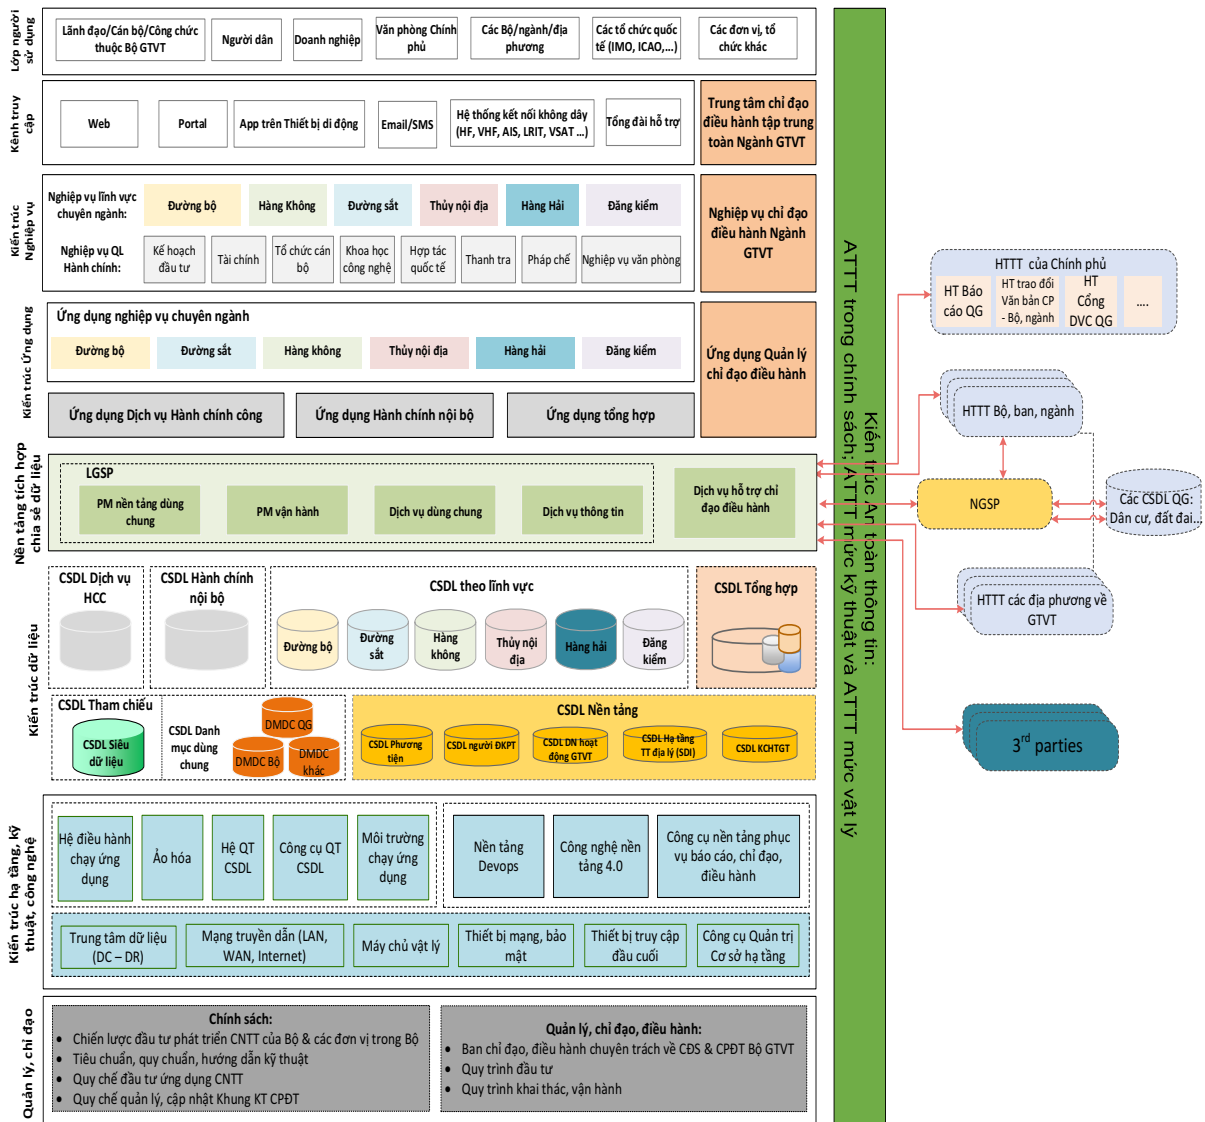 Lớp người
sử dụng
Lãnh đạo/Cán bộ/Công chức
thuộc Bộ GTVT
Người dân
Doanh nghiệp
Văn phòng Chính
phủ
Các Bộ/ngành/địa
phương
Các tổ chức quốc
tế (IMO, ICAO,...)
Các đơn vị, tổ
chức khác
Kênh truy
cập
Web
Portal
App trên Thiết bị di động
Email/SMS
Hệ thống kết nối không dây
(HF, VHF, AIS, LRIT, VSAT ...)
Tổng đài hỗ trợ
Trung tâm chỉ đạo
điều hành tập trung
toàn Ngành GTVT
Kiến trúc
Nghiệp vụ
Nghiệp vụ lĩnh vực
chuyên ngành:
Đường bộ
Hàng Không
Đường sắt
Thủy nội địa
Hàng Hải
Đăng kiểm
Nghiệp vụ QL
Hành chính:
Kế hoạch
đầu tư
Tài chính
Tổ chức cán
bộ
Khoa học
công nghệ
Hợp tác
quốc tế
Thanh tra
Pháp chế
Nghiệp vụ văn phòng
Nghiệp vụ chỉ đạo
điều hành Ngành
GTVT
Kiến trúc Ứng dụng
Ứng dụng nghiệp vụ chuyên ngành
Đường bộ
Đường sắt
Hàng không
Thủy nội địa
Hàng hải
Đăng kiểm
Ứng dụng Dịch vụ Hành chính công
Ứng dụng Hành chính nội bộ
Ứng dụng tổng hợp
Ứng dụng Quản lý
chỉ đạo điều hành
Nền tảng tích hợp
chia sẻ dữ liệu
LGSP
PM nền tảng dùng
chung
PM vận hành
Dịch vụ dùng chung
Dịch vụ thông tin
Dịch vụ hỗ trợ chỉ
đạo điều hành
Kiến trúc dữ liệu
CSDL Dịch vụ
HCC
CSDL Hành chính
nội bộ
CSDL theo lĩnh vực
Đường bộ
Đường
sắt
Hàng
không
Thủy nội
địa
Hàng hải
Đăng
kiểm
CSDL Tổng hợp
CSDL Tham chiếu
CSDL Siêu
dữ liệu
CSDL Danh
mục dùng
chung
DMDC QG
DMDC Bộ
DMDC
khác
CSDL Nền tảng
CSDL Phương
tiện
CSDL người ĐKPT
CSDL DN hoạt
động GTVT
CSDL Hạ tầng
TT địa lý (SDI)
CSDL KCHTGT
Kiến trúc hạ tầng, kỹ
thuật, công nghệ
Hệ điều hành
chạy ứng
dụng
Ảo hóa
Hệ QT
CSDL
Công cụ QT
CSDL
Môi trường
chạy ứng
dụng
Nền tảng
Devops
Công nghệ nền
tảng 4.0
Công cụ nền tảng phục
vụ báo cáo, chỉ đạo,
điều hành
Trung tâm dữ liệu
(DC – DR)
Mạng truyền dẫn (LAN,
WAN, Internet)
Máy chủ vật lý
Thiết bị mạng, bảo
mật
Thiết bị truy cập
đầu cuối
Công cụ Quản trị
Cơ sở hạ tầng
Quản lý, chỉ đạo
Chính sách:
• Chiến lược đầu tư phát triển CNTT của Bộ & các đơn vị trong Bộ
• Tiêu chuẩn, quy chuẩn, hướng dẫn kỹ thuật
• Quy chế đầu tư ứng dụng CNTT
• Quy chế quản lý, cập nhật Khung KT CPĐT
Quản lý, chỉ đạo, điều hành:
• Ban chỉ đạo, điều hành chuyên trách về CĐS & CPĐT Bộ GTVT
• Quy trình đầu tư
• Quy trình khai thác, vận hành
Kiến trúc An toàn thông tin:
ATTT trong chính sách; ATTT mức kỹ thuật và ATTT mức vật lý
HTTT của Chính phủ
HT Báo
cáo QG
HT trao đổi
Văn bản CP
- Bộ, ngành
HT
Cổng
DVC QG
....
HTTT Bộ, ban, ngành
NGSP
Các CSDL QG:
Dân cư, đất đai...
HTTT các địa phương về
GTVT
3rd parties